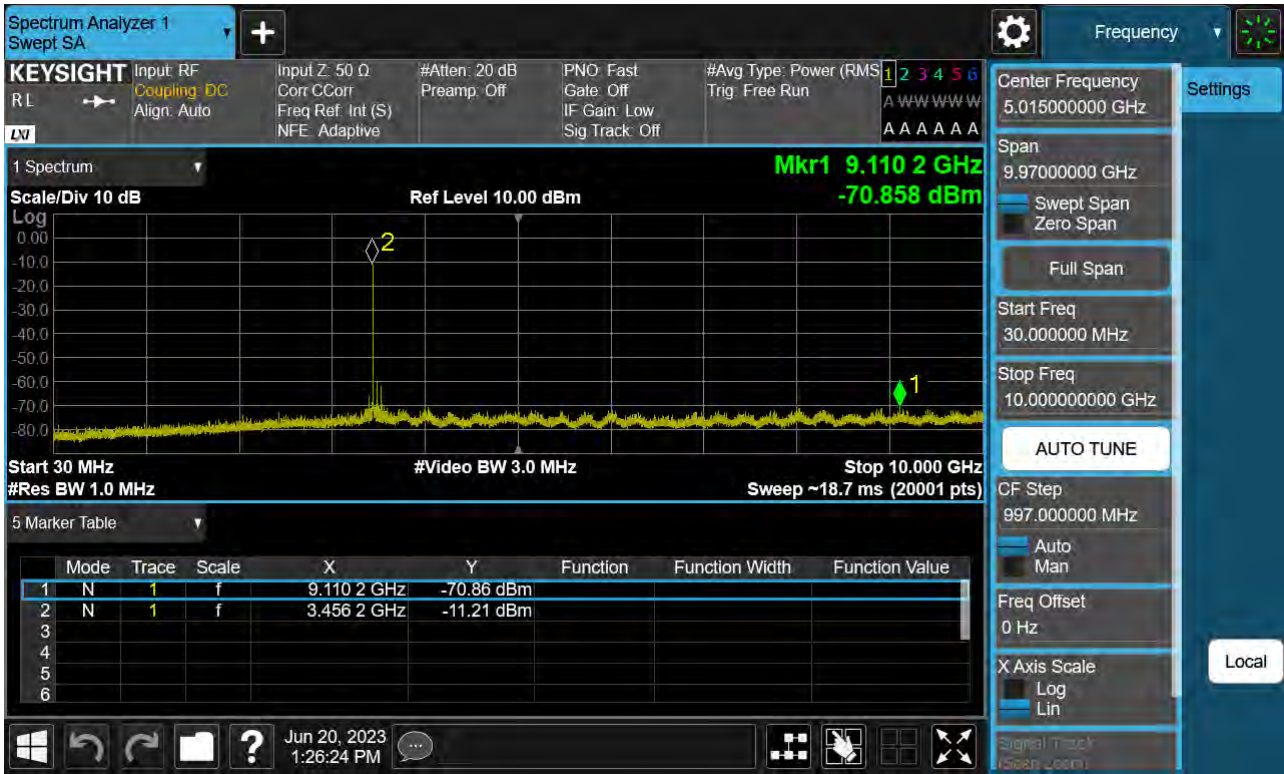 Spectrum Analyzer 1
Swept SA
Frequency
KEYSIGHT
RL
LXI
Input: RF
Coupling: DC
Align: Auto
Input Z: 50 Ω
Corr CCorr
Freq Ref: Int (S)
NFE: Adaptive
#Atten: 20 dB
Preamp: Off
PNO: Fast
Gate: Off
IF Gain: Low
Sig Track: Off
#Avg Type: Power (RMS
Trig: Free Run
1 2 3 4 5 6
A W W W W W
A A A A A A
1 Spectrum
Mkr1 9.110 2 GHz
-70.858 dBm
Scale/Div 10 dB
Ref Level 10.00 dBm
Log
0.00
-10.0
-20.0
-30.0
-40.0
-50.0
-60.0
-70.0
-80.0
2
1
Start 30 MHz
#Video BW 3.0 MHz
Stop 10.000 GHz
#Res BW 1.0 MHz
Sweep ~18.7 ms (20001 pts)
5 Marker Table
Mode Trace Scale X Y Function Function Width Function Value
1 N 1 f 9.110 2 GHz -70.86 dBm
2 N 1 f 3.456 2 GHz -11.21 dBm
3
4
5
6
Jun 20, 2023
1:26:24 PM
Center Frequency
5.015000000 GHz
Span
9.97000000 GHz
Swept Span
Zero Span
Full Span
Start Freq
30.000000 MHz
Stop Freq
10.000000000 GHz
AUTO TUNE
CF Step
997.000000 MHz
Auto
Man
Freq Offset
0 Hz
X Axis Scale
Log
Lin
Signal Track
(Span Zoom)
Settings
Local